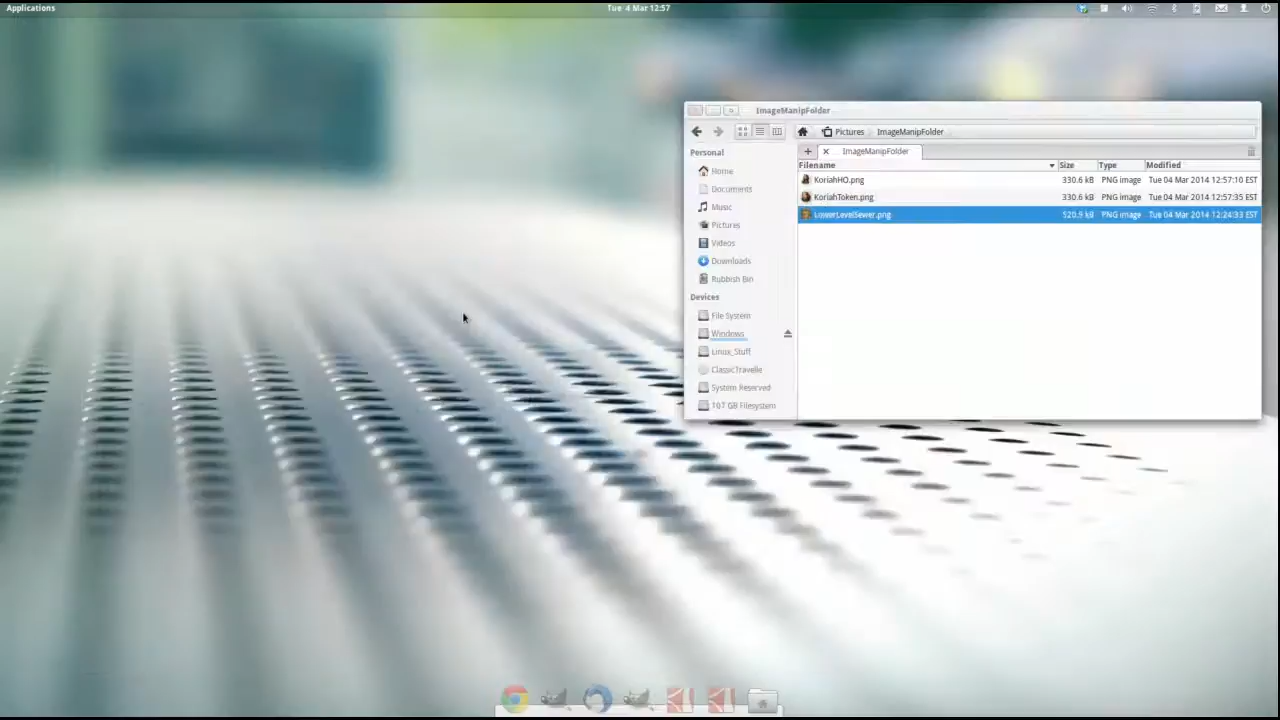 Applications
Tue 4 Mar 12:57
ImageManipFolder
Pictures ImageManipFolder
Personal
ImageManipFolder
Filename Size Type Modified
Home
KoriahHO.png 330.6 kB PNG image Tue 04 Mar 2014 12:57:10 EST
Documents
KoriahToken.png 330.6 kB PNG image Tue 04 Mar 2014 12:57:35 EST
Music
LowerLevelSewer.png 520.9 kB PNG image Tue 04 Mar 2014 12:24:33 EST
Pictures
Videos
Downloads
Rubbish Bin
Devices
File System
Windows
Linux_Stuff
ClassicTravelle
System Reserved
107 GB Filesystem